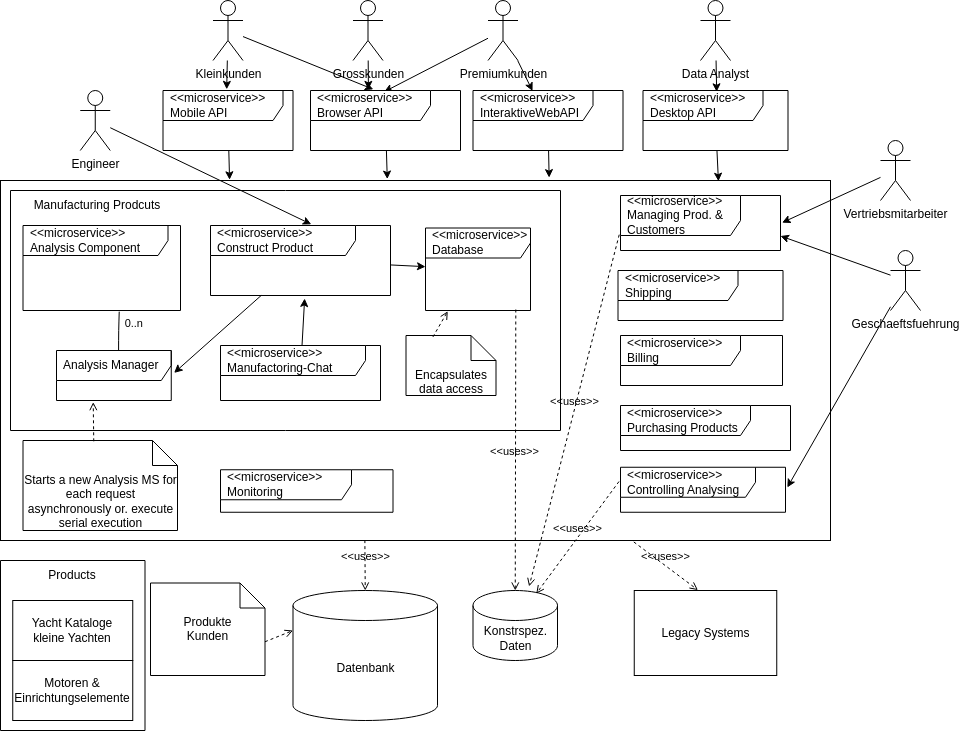 Kleinkunden
Grosskunden
Premiumkunden
Data Analyst
<<microservice>>
Mobile API
<<microservice>>
Browser API
<<microservice>>
InteraktiveWebAPI
<<microservice>>
Desktop API
Engineer
Vertriebsmitarbeiter
Geschaeftsfuehrung
Manufacturing Prodcuts
<<microservice>>
Analysis Component
<<microservice>>
Construct Product
<<microservice>>
Database
<<microservice>>
Managing Prod. &
Customers
<<microservice>>
Shipping
0..n
Analysis Manager
<<microservice>>
Manufactoring-Chat
Encapsulates
data access
<<microservice>>
Billing
<<uses>>
<<microservice>>
Purchasing Products
<<uses>>
Starts a new Analysis MS for
each request
asynchronously or. execute
serial execution
<<microservice>>
Monitoring
<<microservice>>
Controlling Analysing
<<uses>>
<<uses>>
<<uses>>
Products
Yacht Kataloge
kleine Yachten
Motoren &
Einrichtungselemente
Produkte
Kunden
Datenbank
Konstrspez.
Daten
Legacy Systems